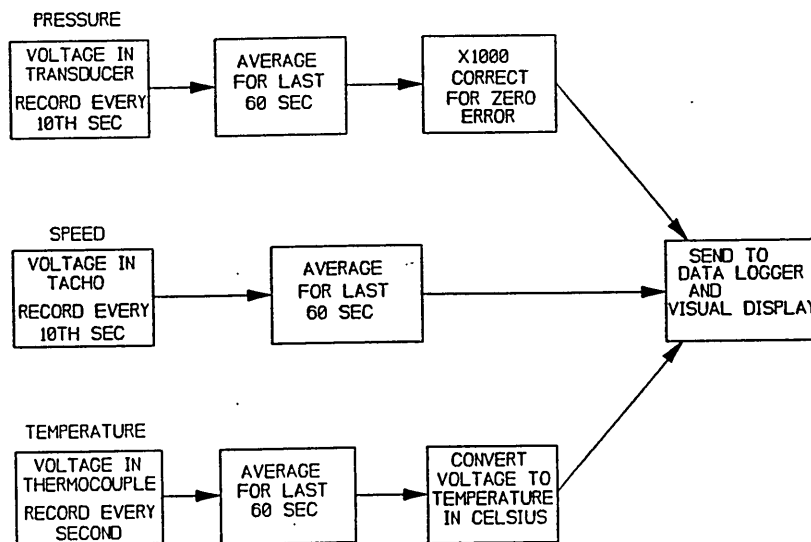 PRESSURE
VOLTAGE IN
TRANSDUCER
RECORD EVERY
10TH SEC
AVERAGE
FOR LAST
60 SEC
X1000
CORRECT
FOR ZERO
ERROR
SPEED
VOLTAGE IN
TACHO
RECORD EVERY
10TH SEC
AVERAGE
FOR LAST
60 SEC
SEND TO
DATA LOGGER
AND
VISUAL DISPLAY
TEMPERATURE
VOLTAGE IN
THERMOCOUPLE
RECORD EVERY
SECOND
AVERAGE
FOR LAST
60 SEC
CONVERT
VOLTAGE TO
TEMPERATURE
IN CELSIUS